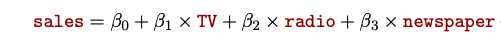 sales = β₀ + β₁ × TV + β₂ × radio + β₃ × newspaper